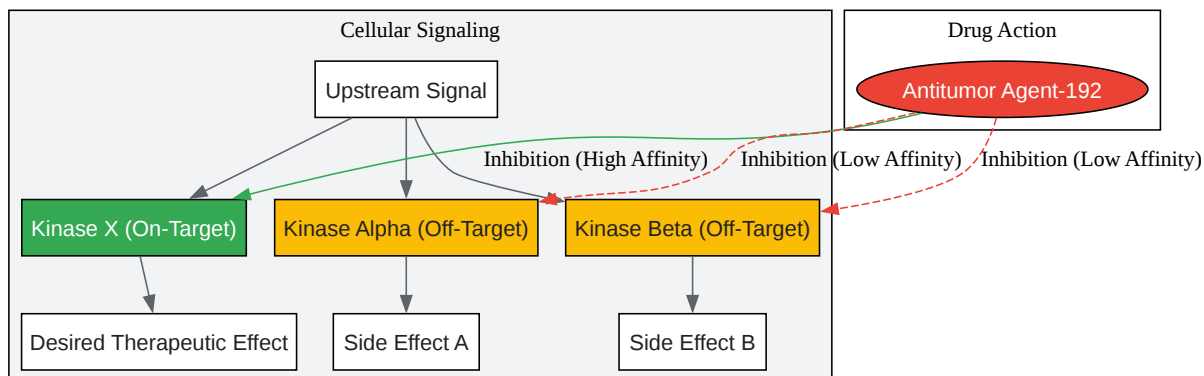 Cellular Signaling
Drug Action
Upstream Signal
Antitumor Agent-192
Inhibition (High Affinity)
Inhibition (Low Affinity)
Inhibition (Low Affinity)
Kinase X (On-Target)
Kinase Alpha (Off-Target)
Kinase Beta (Off-Target)
Desired Therapeutic Effect
Side Effect A
Side Effect B